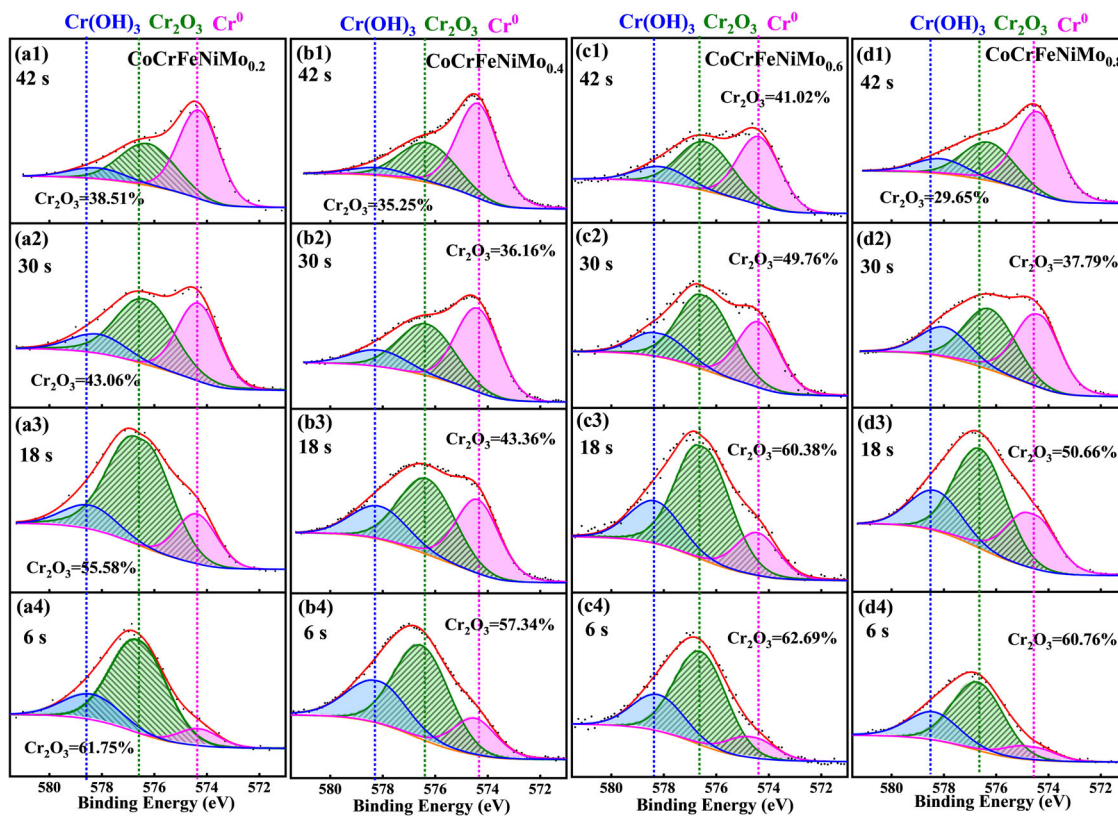 Cr(OH)₃ Cr₂O₃ Cr⁰ Cr(OH)₃ Cr₂O₃ Cr⁰ Cr(OH)₃ Cr₂O₃ Cr⁰ Cr(OH)₃ Cr₂O₃ Cr⁰
(a1) CoCrFeNiMo₀.₂
42 s
Cr₂O₃=38.51%
(b1) CoCrFeNiMo₀.₄
42 s
Cr₂O₃=35.25%
(c1) CoCrFeNiMo₀.₆
42 s
Cr₂O₃=41.02%
(d1) CoCrFeNiMo₀.₈
42 s
Cr₂O₃=29.65%
(a2)
30 s
Cr₂O₃=43.06%
(b2)
Cr₂O₃=36.16%
30 s
(c2)
Cr₂O₃=49.76%
30 s
(d2)
Cr₂O₃=37.79%
30 s
(a3)
18 s
Cr₂O₃=55.58%
(b3)
Cr₂O₃=43.36%
18 s
(c3)
Cr₂O₃=60.38%
18 s
(d3)
Cr₂O₃=50.66%
18 s
(a4)
6 s
Cr₂O₃=61.75%
(b4)
Cr₂O₃=57.34%
6 s
(c4)
Cr₂O₃=62.69%
6 s
(d4)
Cr₂O₃=60.76%
6 s
580 578 576 574 572 580 578 576 574 572 580 578 576 574 572 580 578 576 574 572
Binding Energy (eV) Binding Energy (eV) Binding Energy (eV) Binding Energy (eV)